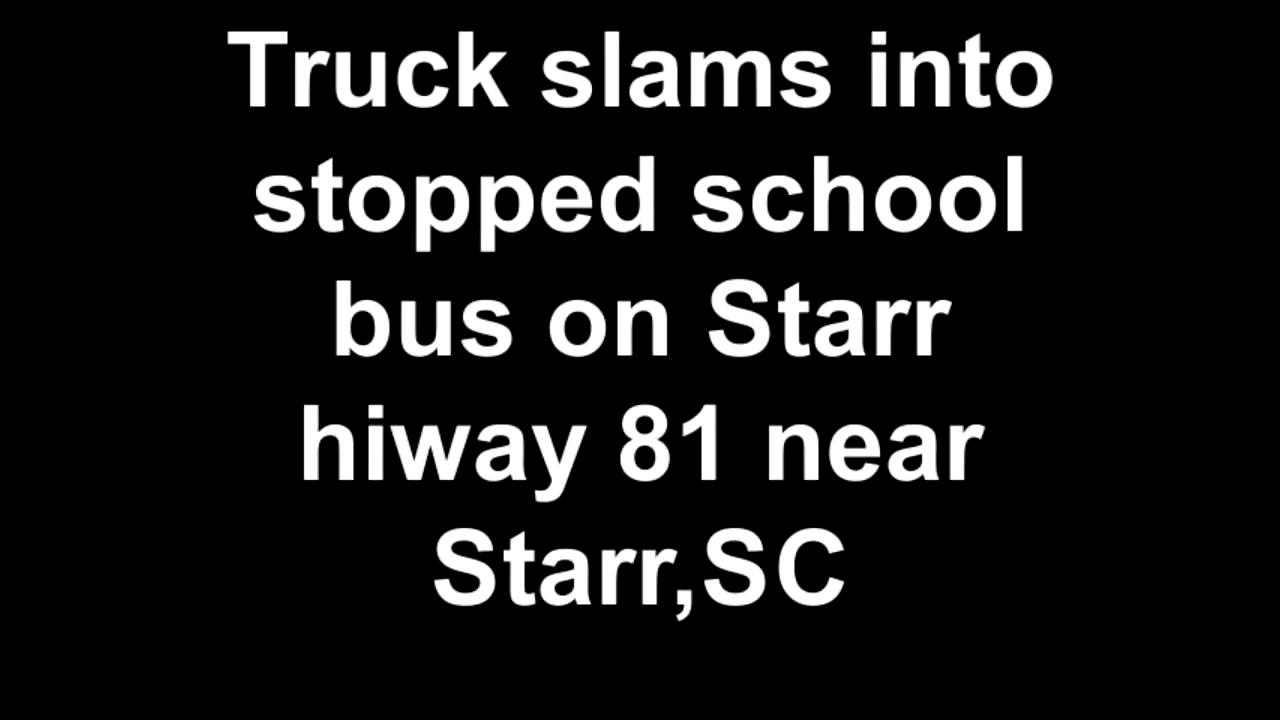 Truck slams into
stopped school
bus on Starr
hiway 81 near
Starr,SC